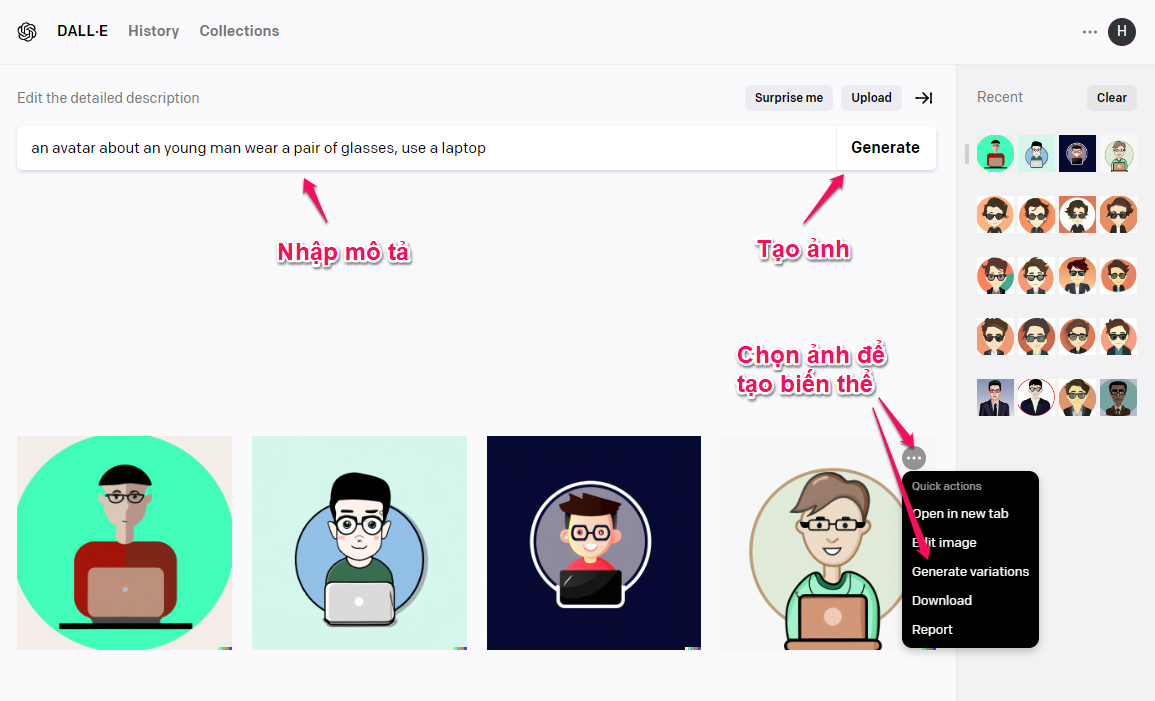 DALL·E History Collections
H
Edit the detailed description
Surprise me
Upload
Recent
Clear
an avatar about an young man wear a pair of glasses, use a laptop
Generate
Nhập mô tả
Tạo ảnh
Chọn ảnh để
tạo biến thể
Quick actions
Open in new tab
Edit image
Generate variations
Download
Report